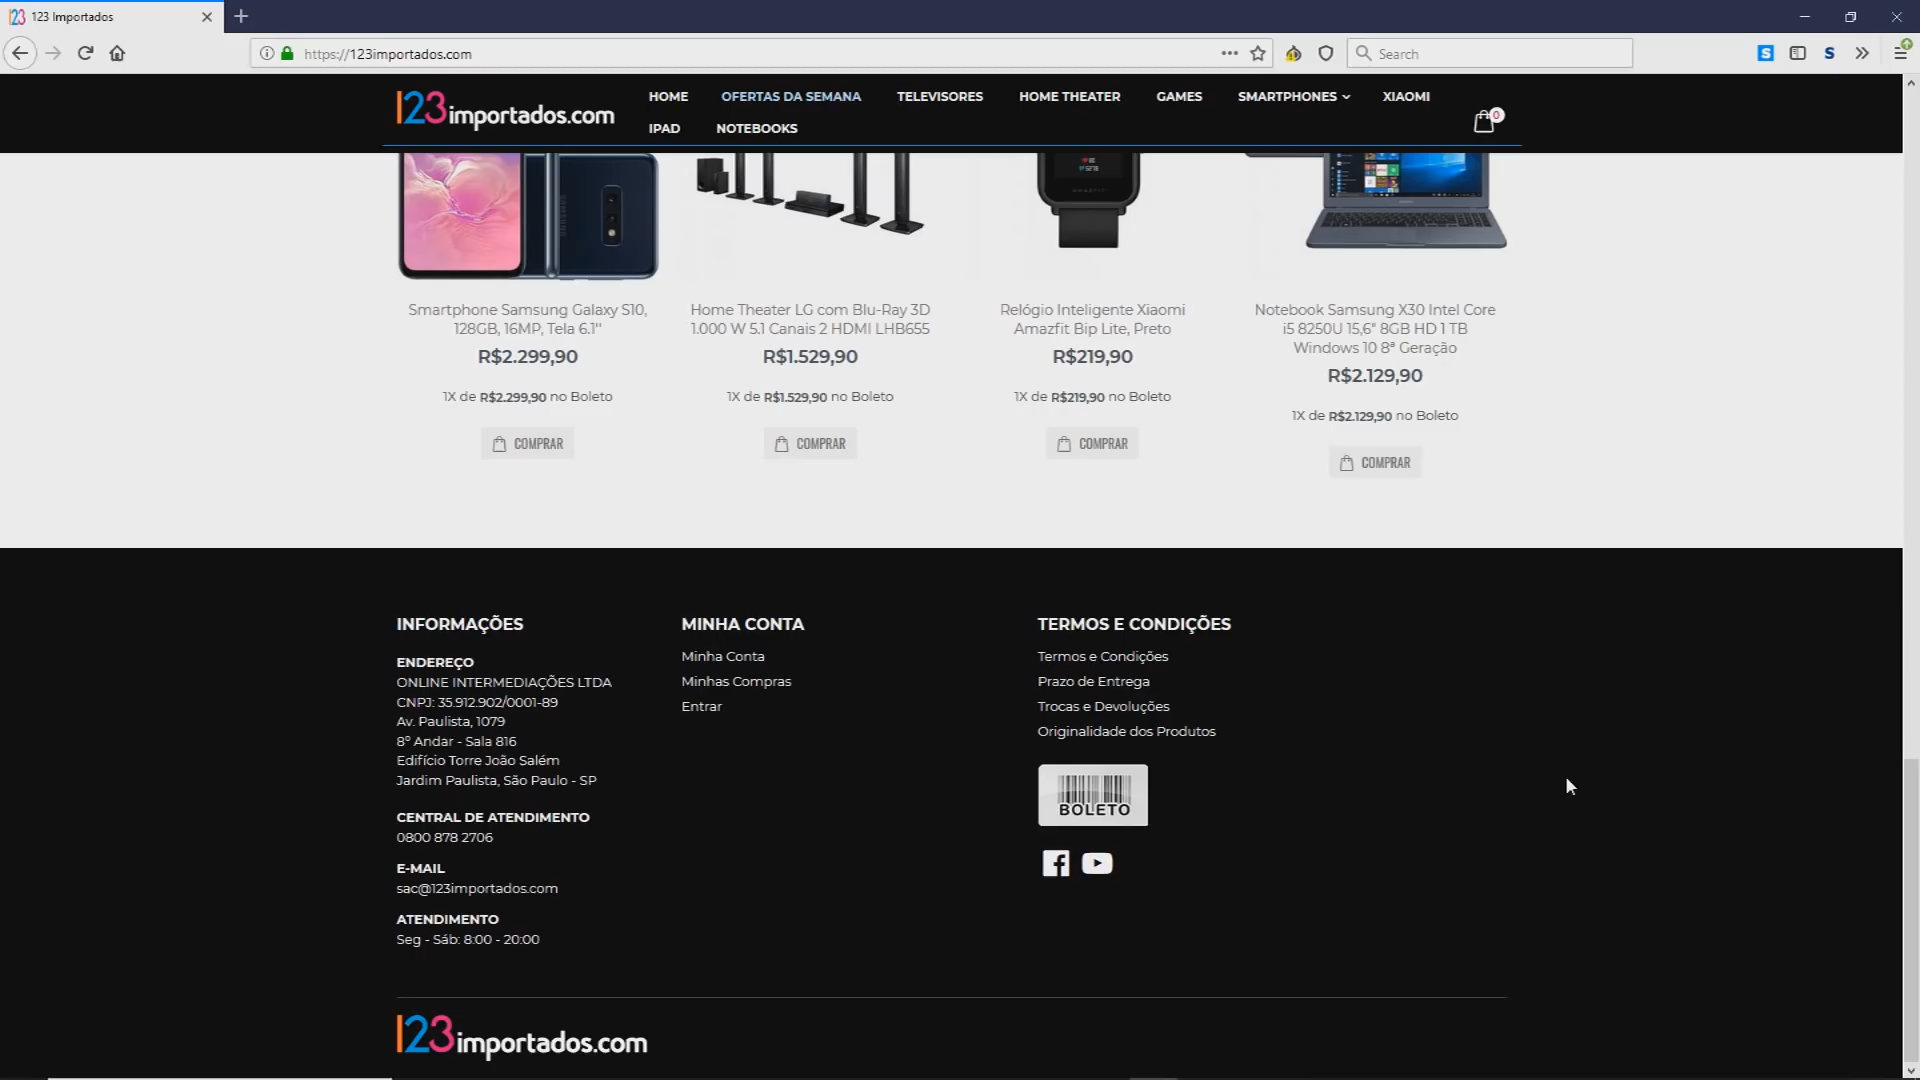 123 Importados
https://123importados.com
Search
123importados.com
HOME
OFERTAS DA SEMANA
TELEVISORES
HOME THEATER
GAMES
SMARTPHONES
XIAOMI
IPAD
NOTEBOOKS
0
Smartphone Samsung Galaxy S10,
128GB, 16MP, Tela 6.1"
R$2.299,90
1X de R$2.299,90 no Boleto
COMPRAR
Home Theater LG com Blu-Ray 3D
1.000 W 5.1 Canais 2 HDMI LHB655
R$1.529,90
1X de R$1.529,90 no Boleto
COMPRAR
Relógio Inteligente Xiaomi
Amazfit Bip Lite, Preto
R$219,90
1X de R$219,90 no Boleto
COMPRAR
Notebook Samsung X30 Intel Core
i5 8250U 15,6" 8GB HD 1 TB
Windows 10 8ª Geração
R$2.129,90
1X de R$2.129,90 no Boleto
COMPRAR
INFORMAÇÕES
ENDEREÇO
ONLINE INTERMEDIAÇÕES LTDA
CNPJ: 35.912.902/0001-89
Av. Paulista, 1079
8º Andar - Sala 816
Edifício Torre João Salém
Jardim Paulista, São Paulo - SP
CENTRAL DE ATENDIMENTO
0800 878 2706
E-MAIL
sac@123importados.com
ATENDIMENTO
Seg - Sáb: 8:00 - 20:00
MINHA CONTA
Minha Conta
Minhas Compras
Entrar
TERMOS E CONDIÇÕES
Termos e Condições
Prazo de Entrega
Trocas e Devoluções
Originalidade dos Produtos
BOLETO
123importados.com